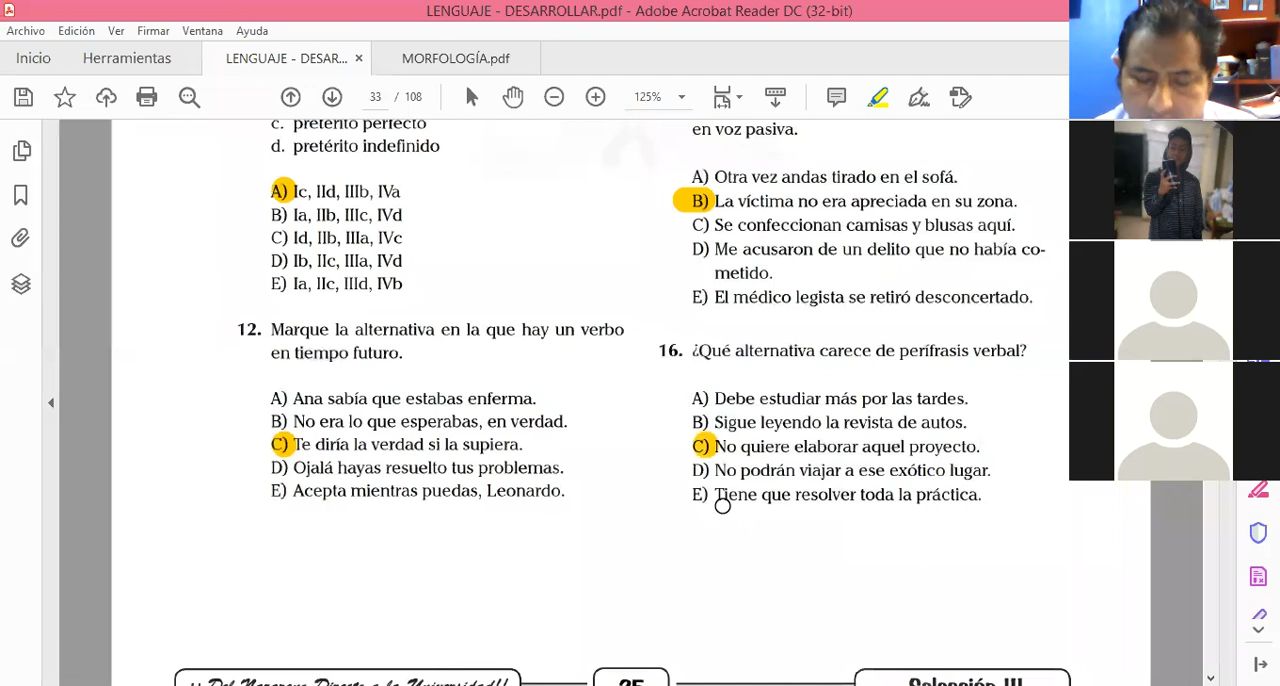 LENGUAJE - DESARROLLAR.pdf - Adobe Acrobat Reader DC (32-bit)
Archivo Edición Ver Firmar Ventana Ayuda
Inicio Herramientas LENGUAJE - DESAR... × MORFOLOGÍA.pdf
33 / 108 125%
c. pretérito perfecto
d. pretérito indefinido
A) Ic, IId, IIIb, IVa
B) Ia, IIb, IIIc, IVd
C) Id, IIb, IIIa, IVc
D) Ib, IIc, IIIa, IVd
E) Ia, IIc, IIId, IVb
12. Marque la alternativa en la que hay un verbo
en tiempo futuro.
A) Ana sabía que estabas enferma.
B) No era lo que esperabas, en verdad.
C) Te diría la verdad si la supiera.
D) Ojalá hayas resuelto tus problemas.
E) Acepta mientras puedas, Leonardo.
en voz pasiva.
A) Otra vez andas tirado en el sofá.
B) La víctima no era apreciada en su zona.
C) Se confeccionan camisas y blusas aquí.
D) Me acusaron de un delito que no había co-
metido.
E) El médico legista se retiró desconcertado.
16. ¿Qué alternativa carece de perífrasis verbal?
A) Debe estudiar más por las tardes.
B) Sigue leyendo la revista de autos.
C) No quiere elaborar aquel proyecto.
D) No podrán viajar a ese exótico lugar.
E) Tiene que resolver toda la práctica.
Del Nazareno Directo a la Universidad!! 25 Selección III